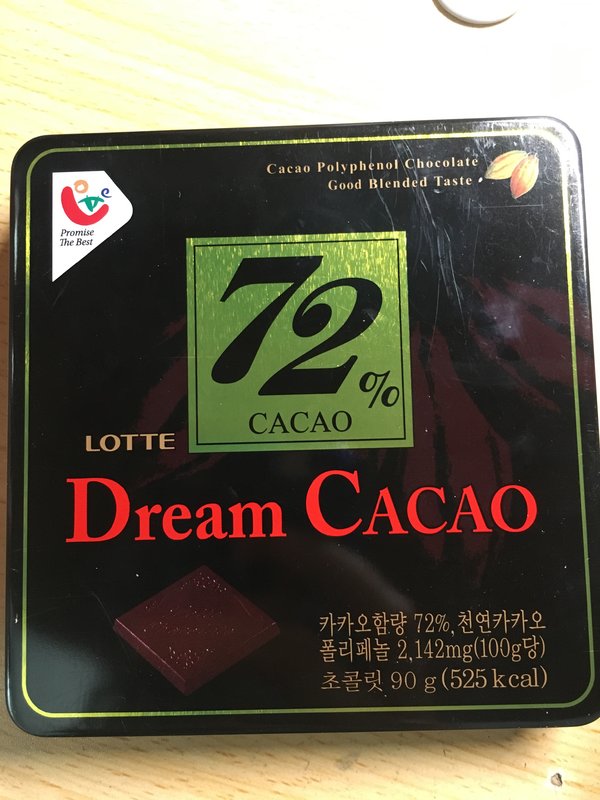 Cacao Polyphenol Chocolate
Good Blended Taste
Promise
The Best
72%
CACAO
LOTTE
Dream CACAO
카카오함량 72%, 천연카카오
폴리페놀 2,142mg(100g당)
초콜릿 90 g (525 kcal)